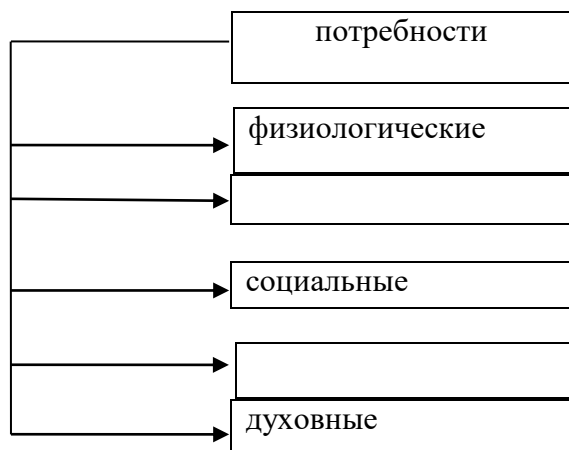 потребности
физиологические
социальные
духовные